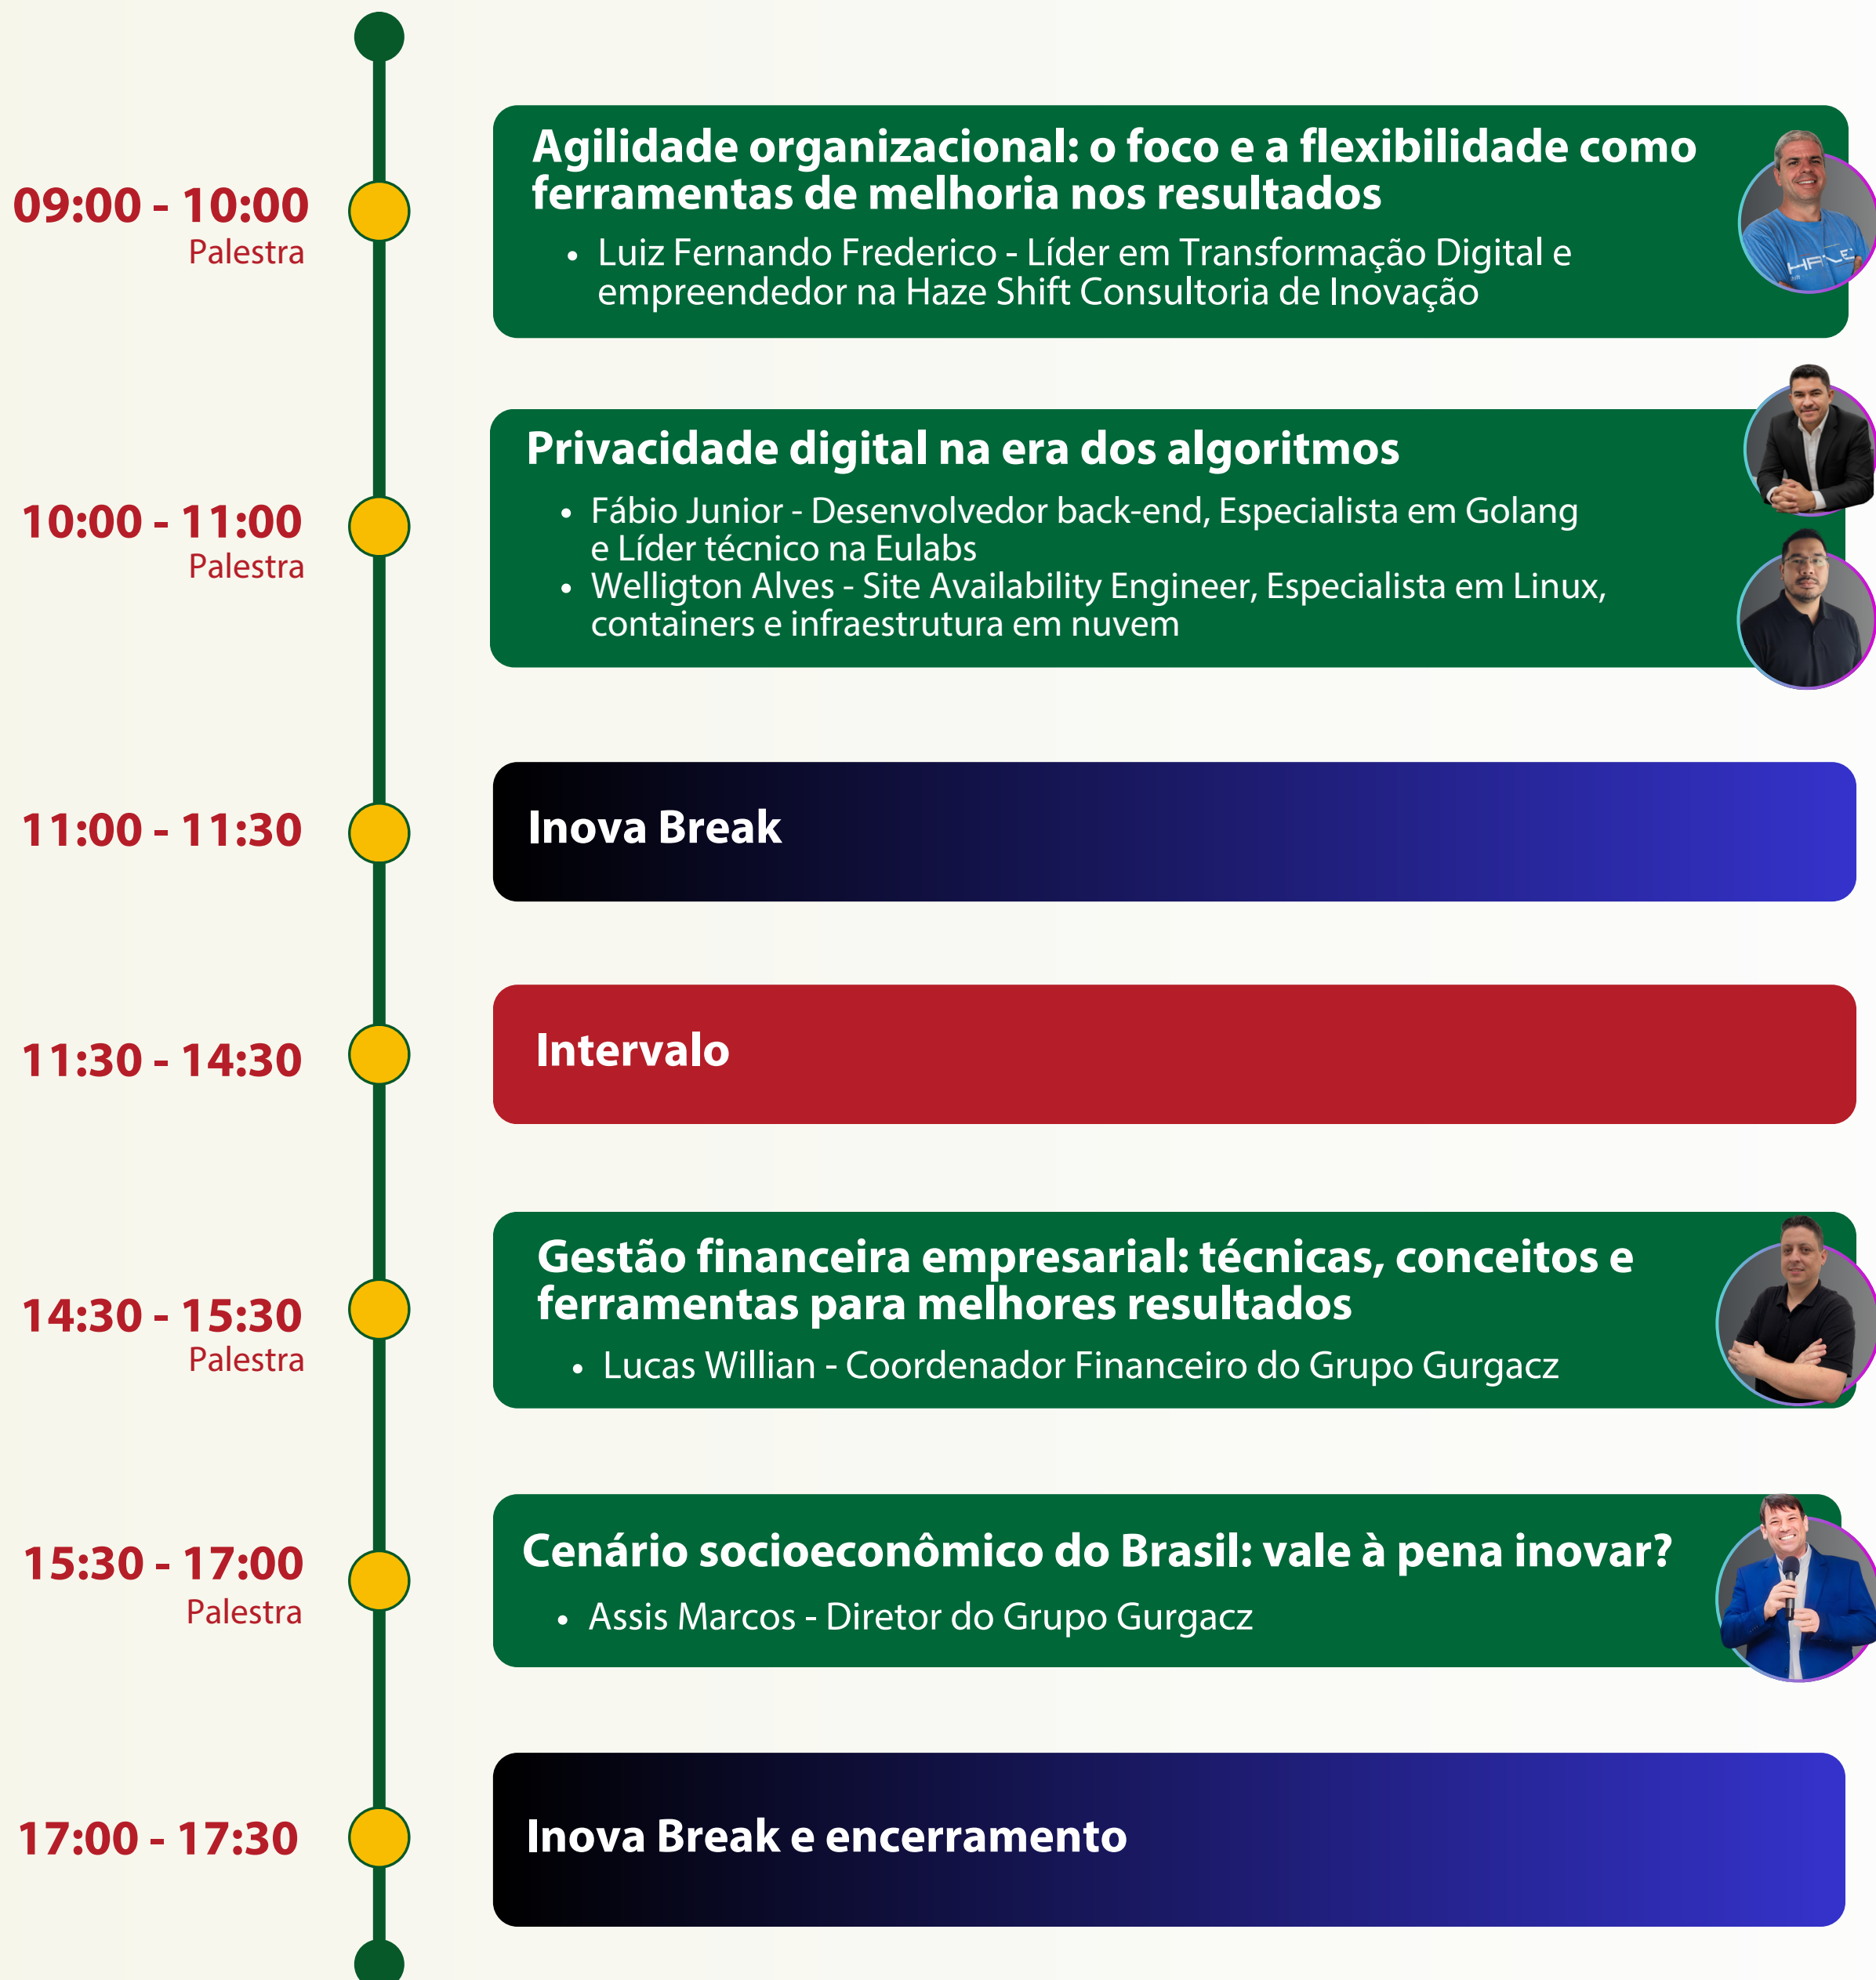 Agilidade organizacional: o foco e a flexibilidade como
ferramentas de melhoria nos resultados
09:00 - 10:00
Palestra
• Luiz Fernando Frederico - Líder em Transformação Digital e
empreendedor na Haze Shift Consultoria de Inovação
Privacidade digital na era dos algoritmos
10:00 - 11:00
Palestra
• Fábio Junior - Desenvolvedor back-end, Especialista em Golang
e Líder técnico na Eulabs
• Welligton Alves - Site Availability Engineer, Especialista em Linux,
containers e infraestrutura em nuvem
11:00 - 11:30
Inova Break
11:30 - 14:30
Intervalo
Gestão financeira empresarial: técnicas, conceitos e
ferramentas para melhores resultados
14:30 - 15:30
Palestra
• Lucas Willian - Coordenador Financeiro do Grupo Gurgacz
Cenário socioeconômico do Brasil: vale à pena inovar?
15:30 - 17:00
Palestra
• Assis Marcos - Diretor do Grupo Gurgacz
17:00 - 17:30
Inova Break e encerramento